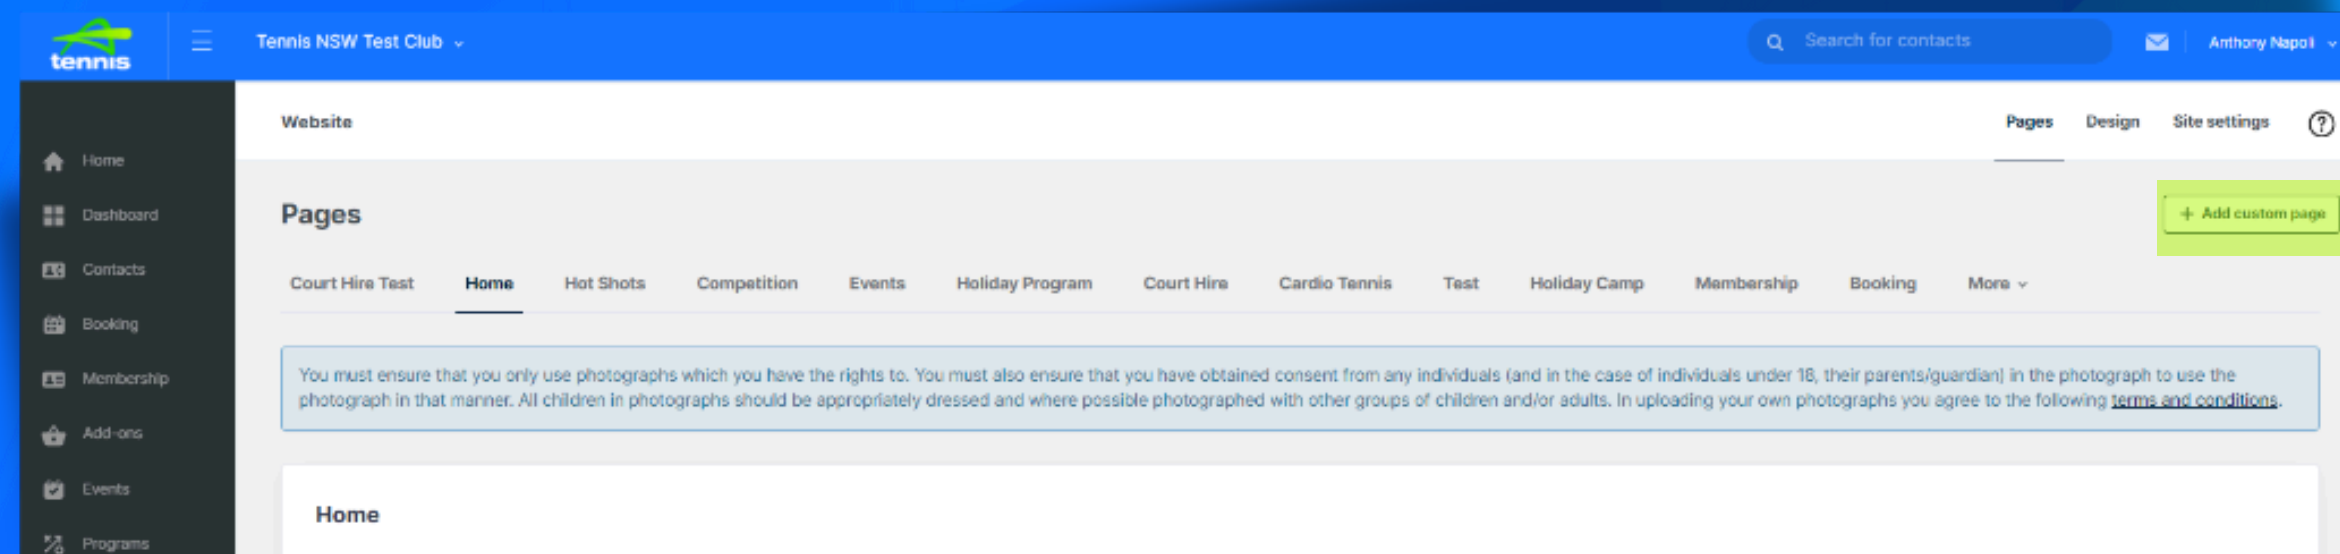 tennis
Tennis NSW Test Club
Search for contacts
Anthony Napoli
Website
Pages
Design
Site settings
?
Home
Dashboard
Contacts
Booking
Membership
Add-ons
Events
Programs
Pages
+ Add custom page
Court Hire Test
Home
Hot Shots
Competition
Events
Holiday Program
Court Hire
Cardio Tennis
Test
Holiday Camp
Membership
Booking
More
You must ensure that you only use photographs which you have the rights to. You must also ensure that you have obtained consent from any individuals (and in the case of individuals under 18, their parents/guardian) in the photograph to use the
photograph in that manner. All children in photographs should be appropriately dressed and where possible photographed with other groups of children and/or adults. In uploading your own photographs you agree to the following terms and conditions.
Home